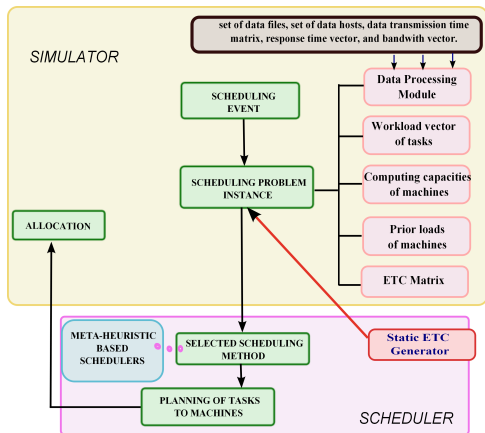 set of data files, set of data hosts, data transmission time
matrix, response time vector, and bandwith vector.
SIMULATOR
Data Processing
Module
SCHEDULING
EVENT
Workload vector
of tasks
SCHEDULING PROBLEM
INSTANCE
Computing capacities
of machines
ALLOCATION
Prior loads
of machines
ETC Matrix
META-HEURISTIC
BASED
SCHEDULERS
SELECTED SCHEDULING
METHOD
Static ETC
Generator
PLANNING OF TASKS
TO MACHINES
SCHEDULER